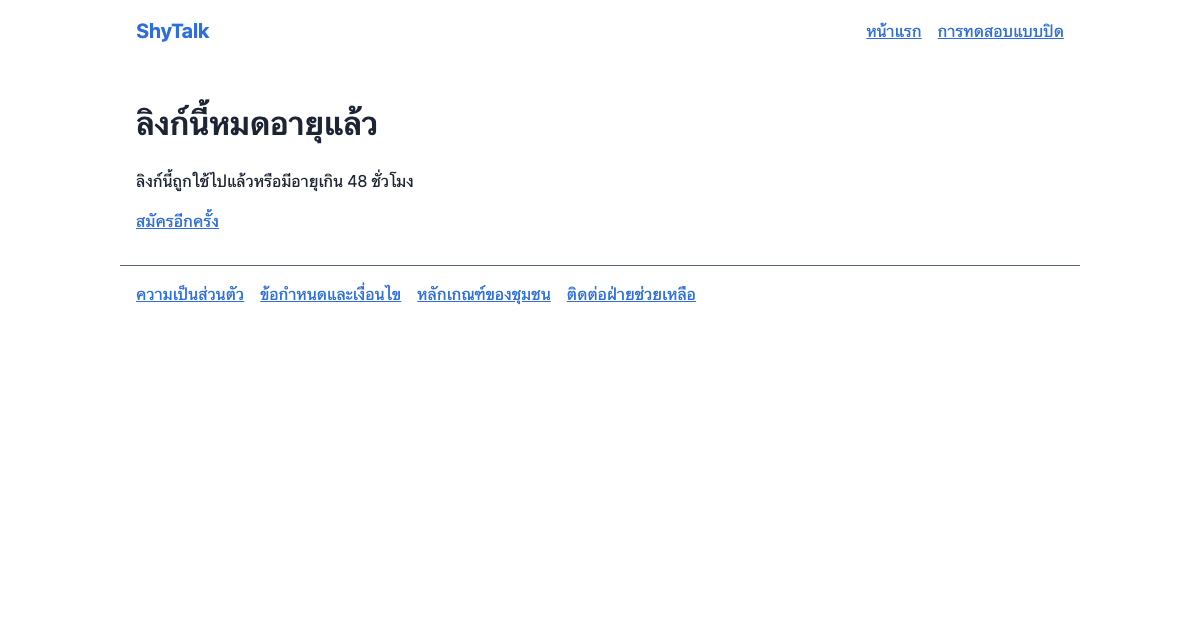 ShyTalk
หน้าแรก การทดสอบแบบปิด
ลิงก์นี้หมดอายุแล้ว
ลิงก์นี้ถูกใช้ไปแล้วหรือมีอายุเกิน 48 ชั่วโมง
สมัครอีกครั้ง
ความเป็นส่วนตัว ข้อกำหนดและเงื่อนไข หลักเกณฑ์ของชุมชน ติดต่อฝ่ายช่วยเหลือ